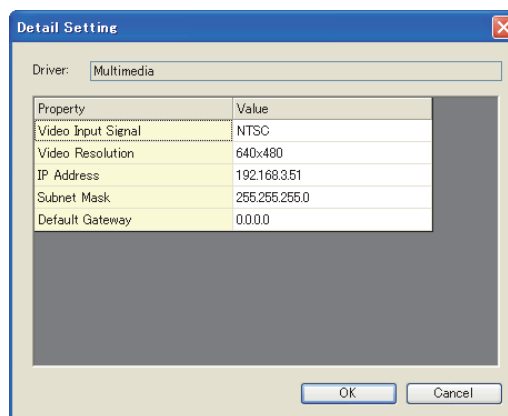 Detail Setting
Driver: Multimedia
Property Value
Video Input Signal NTSC
Video Resolution 640x480
IP Address 192.168.3.51
Subnet Mask 255.255.255.0
Default Gateway 0.0.0.0
OK Cancel